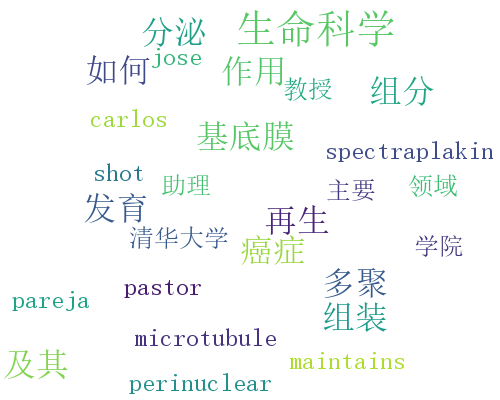 分泌 生命科学
如何 jose 作用 教授 组分
carlos 基底膜
spectraplakin
shot 助理 主要 领域
发育 再生
清华大学 癌症 学院
pareja pastor 多聚
microtubule 组装
及其 maintains
perinuclear